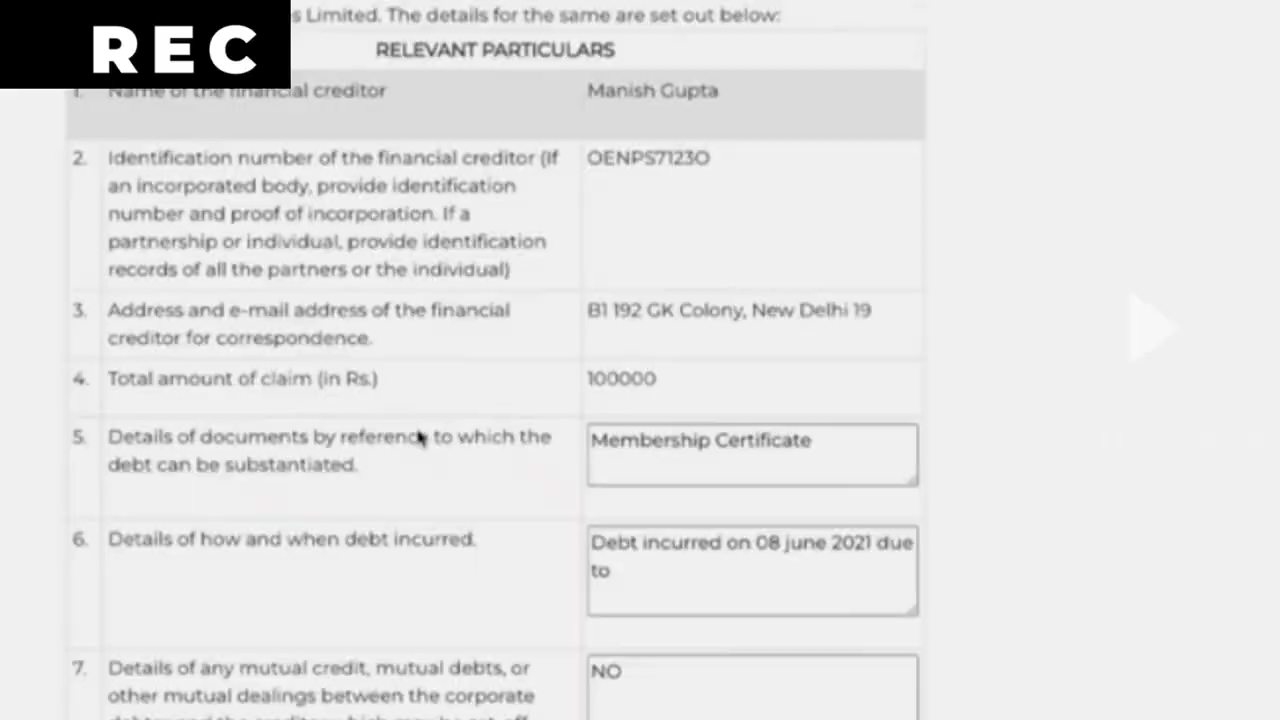 REC
s Limited. The details for the same are set out below:
RELEVANT PARTICULARS
1. Name of the financial creditor Manish Gupta
2. Identification number of the financial creditor (If OENPS7123O
an incorporated body, provide identification
number and proof of incorporation. If a
partnership or individual, provide identification
records of all the partners or the individual)
3. Address and e-mail address of the financial B1 192 GK Colony, New Delhi 19
creditor for correspondence.
4. Total amount of claim (in Rs.) 100000
5. Details of documents by reference to which the Membership Certificate
debt can be substantiated.
6. Details of how and when debt incurred. Debt incurred on 08 june 2021 due
to
7. Details of any mutual credit, mutual debts, or NO
other mutual dealings between the corporate